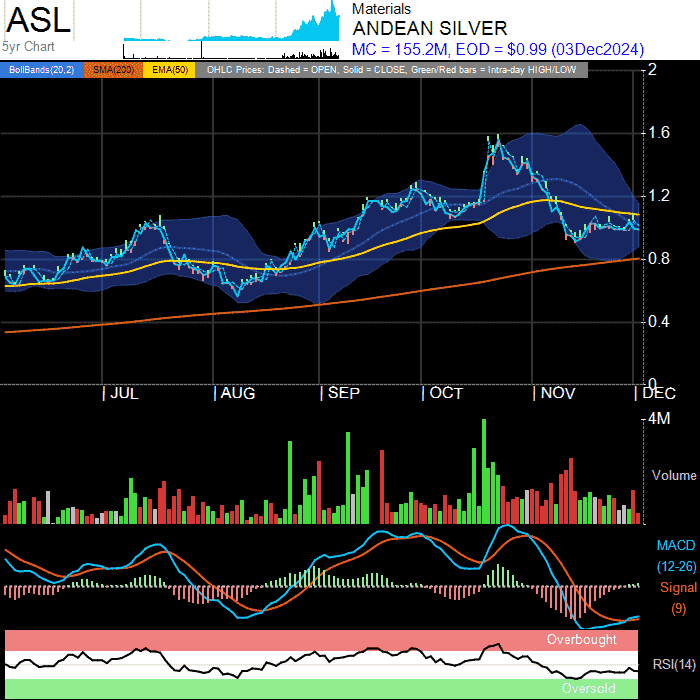 ASL
5yr Chart
Materials
ANDEAN SILVER
MC = 155.2M, EOD = $0.99 (03Dec2024)
BollBands(20,2) SMA(200) EMA(50) OHLC Prices: Dashed = OPEN, Solid = CLOSE, Green/Red bars = Intra-day HIGH/LOW
2
1.6
1.2
0.8
0.4
0
| JUL | AUG | SEP | OCT | NOV | DEC
4M
Volume
MACD
(12-26)
Signal
(9)
Overbought
RSI(14)
Oversold